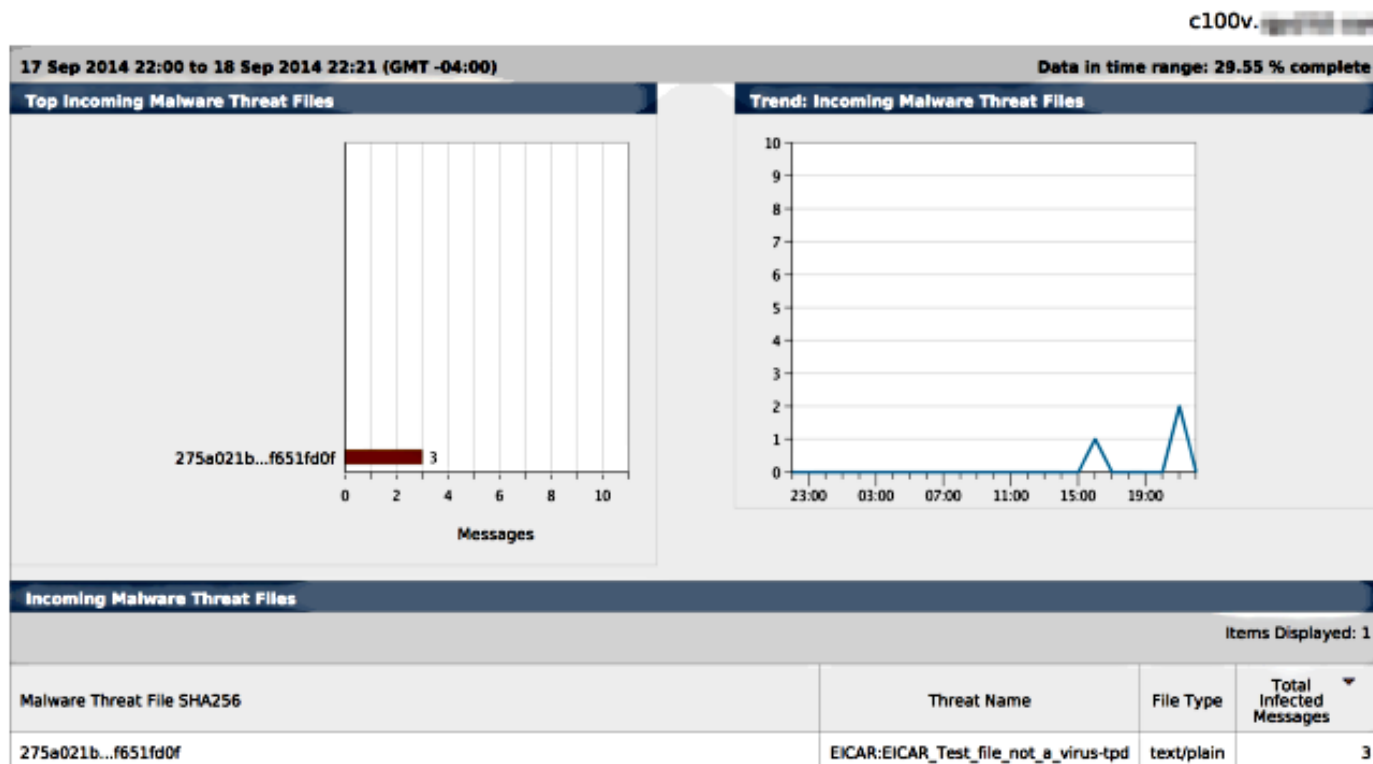 c100v.
17 Sep 2014 22:00 to 18 Sep 2014 22:21 (GMT -04:00) Data in time range: 29.55 % complete
Top Incoming Malware Threat Files
275a021b...f651fd0f
3
0 2 4 6 8 10
Messages
Trend: Incoming Malware Threat Files
10
9
8
7
6
5
4
3
2
1
0
23:00 03:00 07:00 11:00 15:00 19:00
Incoming Malware Threat Files
Items Displayed: 1
Malware Threat File SHA256
Threat Name
File Type
Total
Infected
Messages
275a021b...f651fd0f EICAR:EICAR_Test_file_not_a_virus-tpd text/plain 3